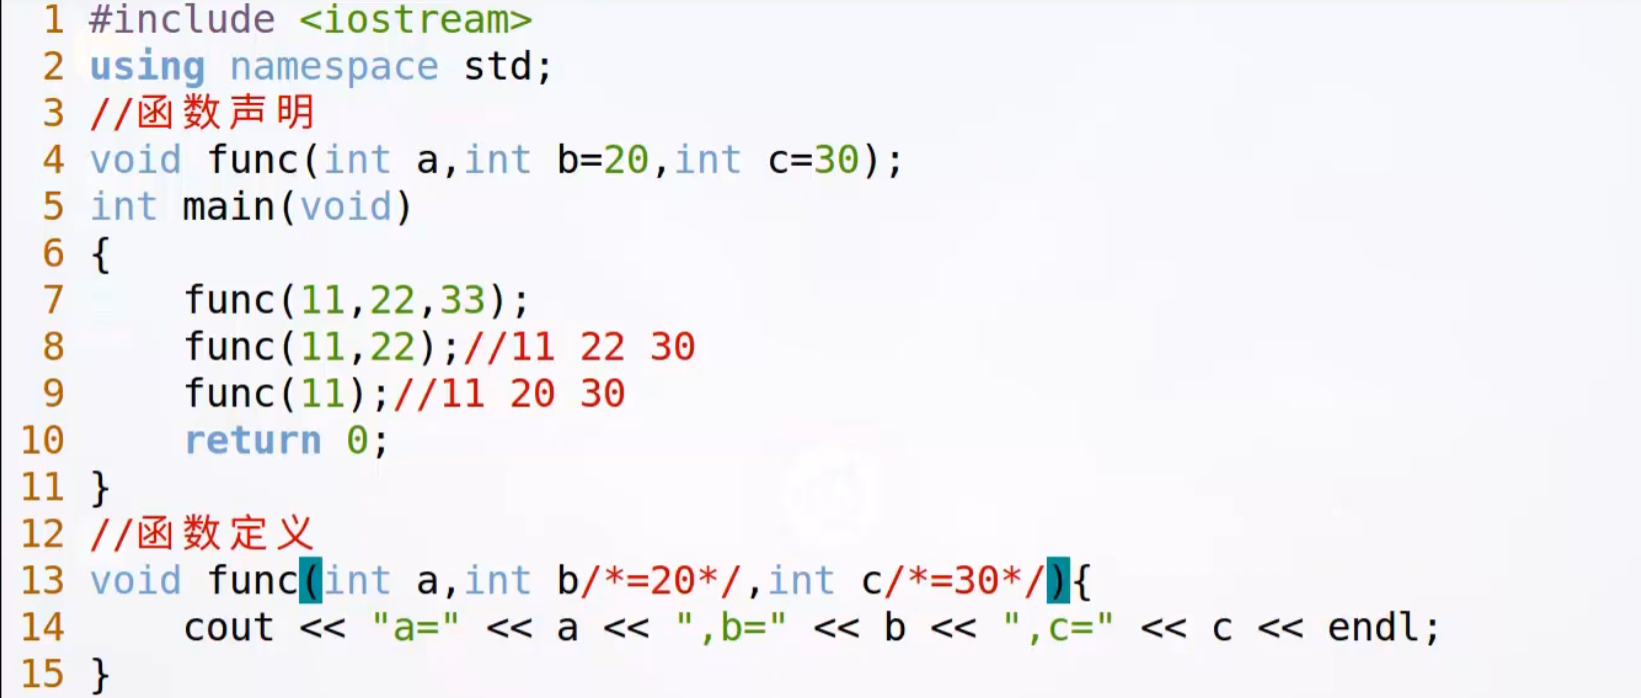 1 #include <iostream>
2 using namespace std;
3 //函数声明
4 void func(int a,int b=20,int c=30);
5 int main(void)
6 {
7     func(11,22,33);
8     func(11,22);//11 22 30
9     func(11);//11 20 30
10     return 0;
11 }
12 //函数定义
13 void func(int a,int b/*=20*/,int c/*=30*/){
14     cout << "a=" << a << ",b=" << b << ",c=" << c << endl;
15 }